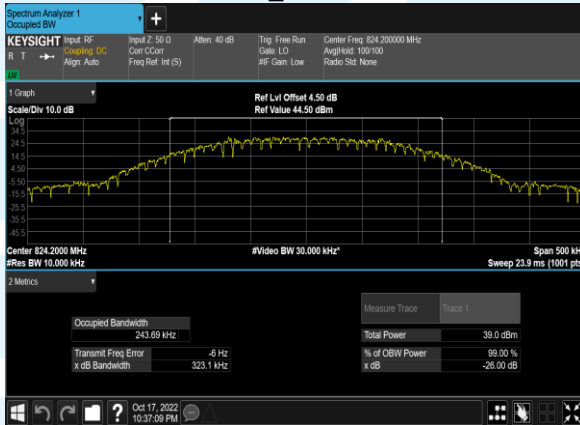 Spectrum Analyzer 1
Occupied BW
KEYSIGHT
R T
Input: RF
Coupling: DC
Align: Auto
Input Z: 50 Ω
Corr CCorr
Freq Ref: Int (S)
Atten: 40 dB
Trig: Free Run
Gate: LO
#IF Gain: Low
Center Freq: 824.200000 MHz
Avg|Hold: 100/100
Radio Std: None
1 Graph
Scale/Div 10.0 dB
Ref Lvl Offset 4.50 dB
Ref Value 44.50 dBm
Log
34.5
24.5
14.5
4.50
-5.50
-15.5
-25.5
-35.5
-45.5
Center 824.2000 MHz
#Res BW 10.000 kHz
#Video BW 30.000 kHz*
Span 500 kH
Sweep 23.9 ms (1001 pts
2 Metrics
Measure Trace Trace 1
Occupied Bandwidth
243.69 kHz
Total Power 39.0 dBm
Transmit Freq Error -6 Hz
% of OBW Power 99.00 %
x dB Bandwidth 323.1 kHz
x dB -26.00 dB
?
Oct 17, 2022
10:37:09 PM